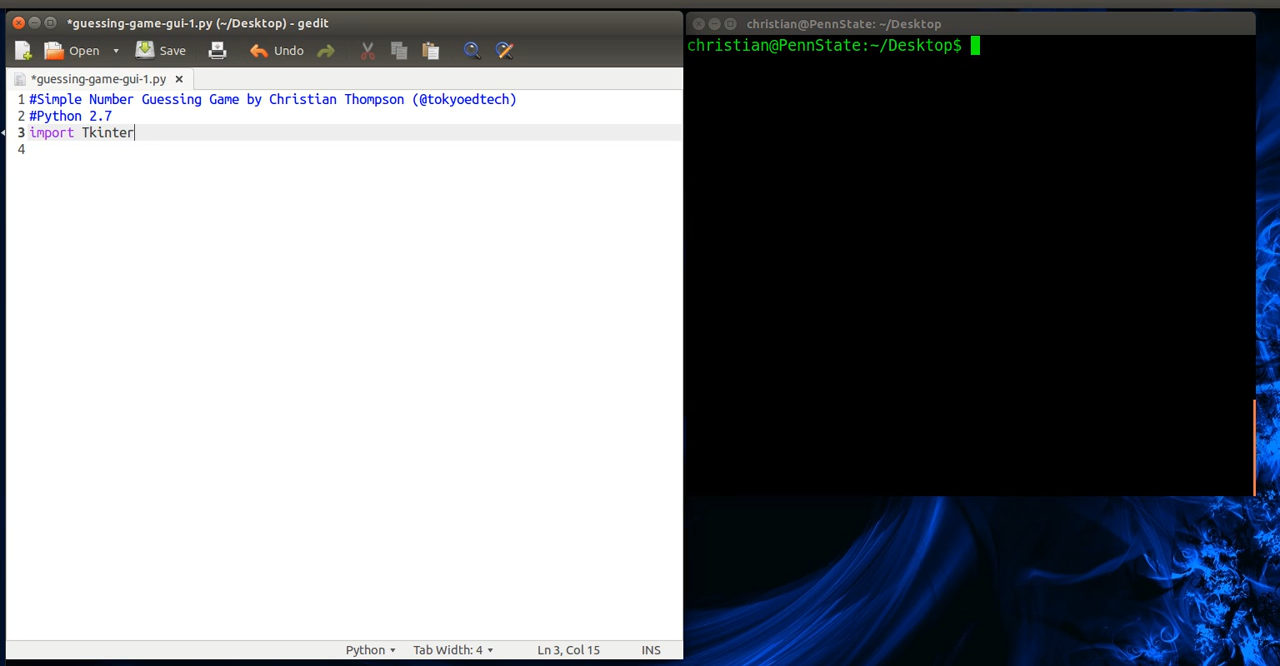 *guessing-game-gui-1.py (~/Desktop) - gedit
Open Save Undo
*guessing-game-gui-1.py
1 #Simple Number Guessing Game by Christian Thompson (@tokyoedtech)
2 #Python 2.7
3 import Tkinter
4
Python Tab Width: 4 Ln 3, Col 15 INS
christian@PennState: ~/Desktop
christian@PennState:~/Desktop$